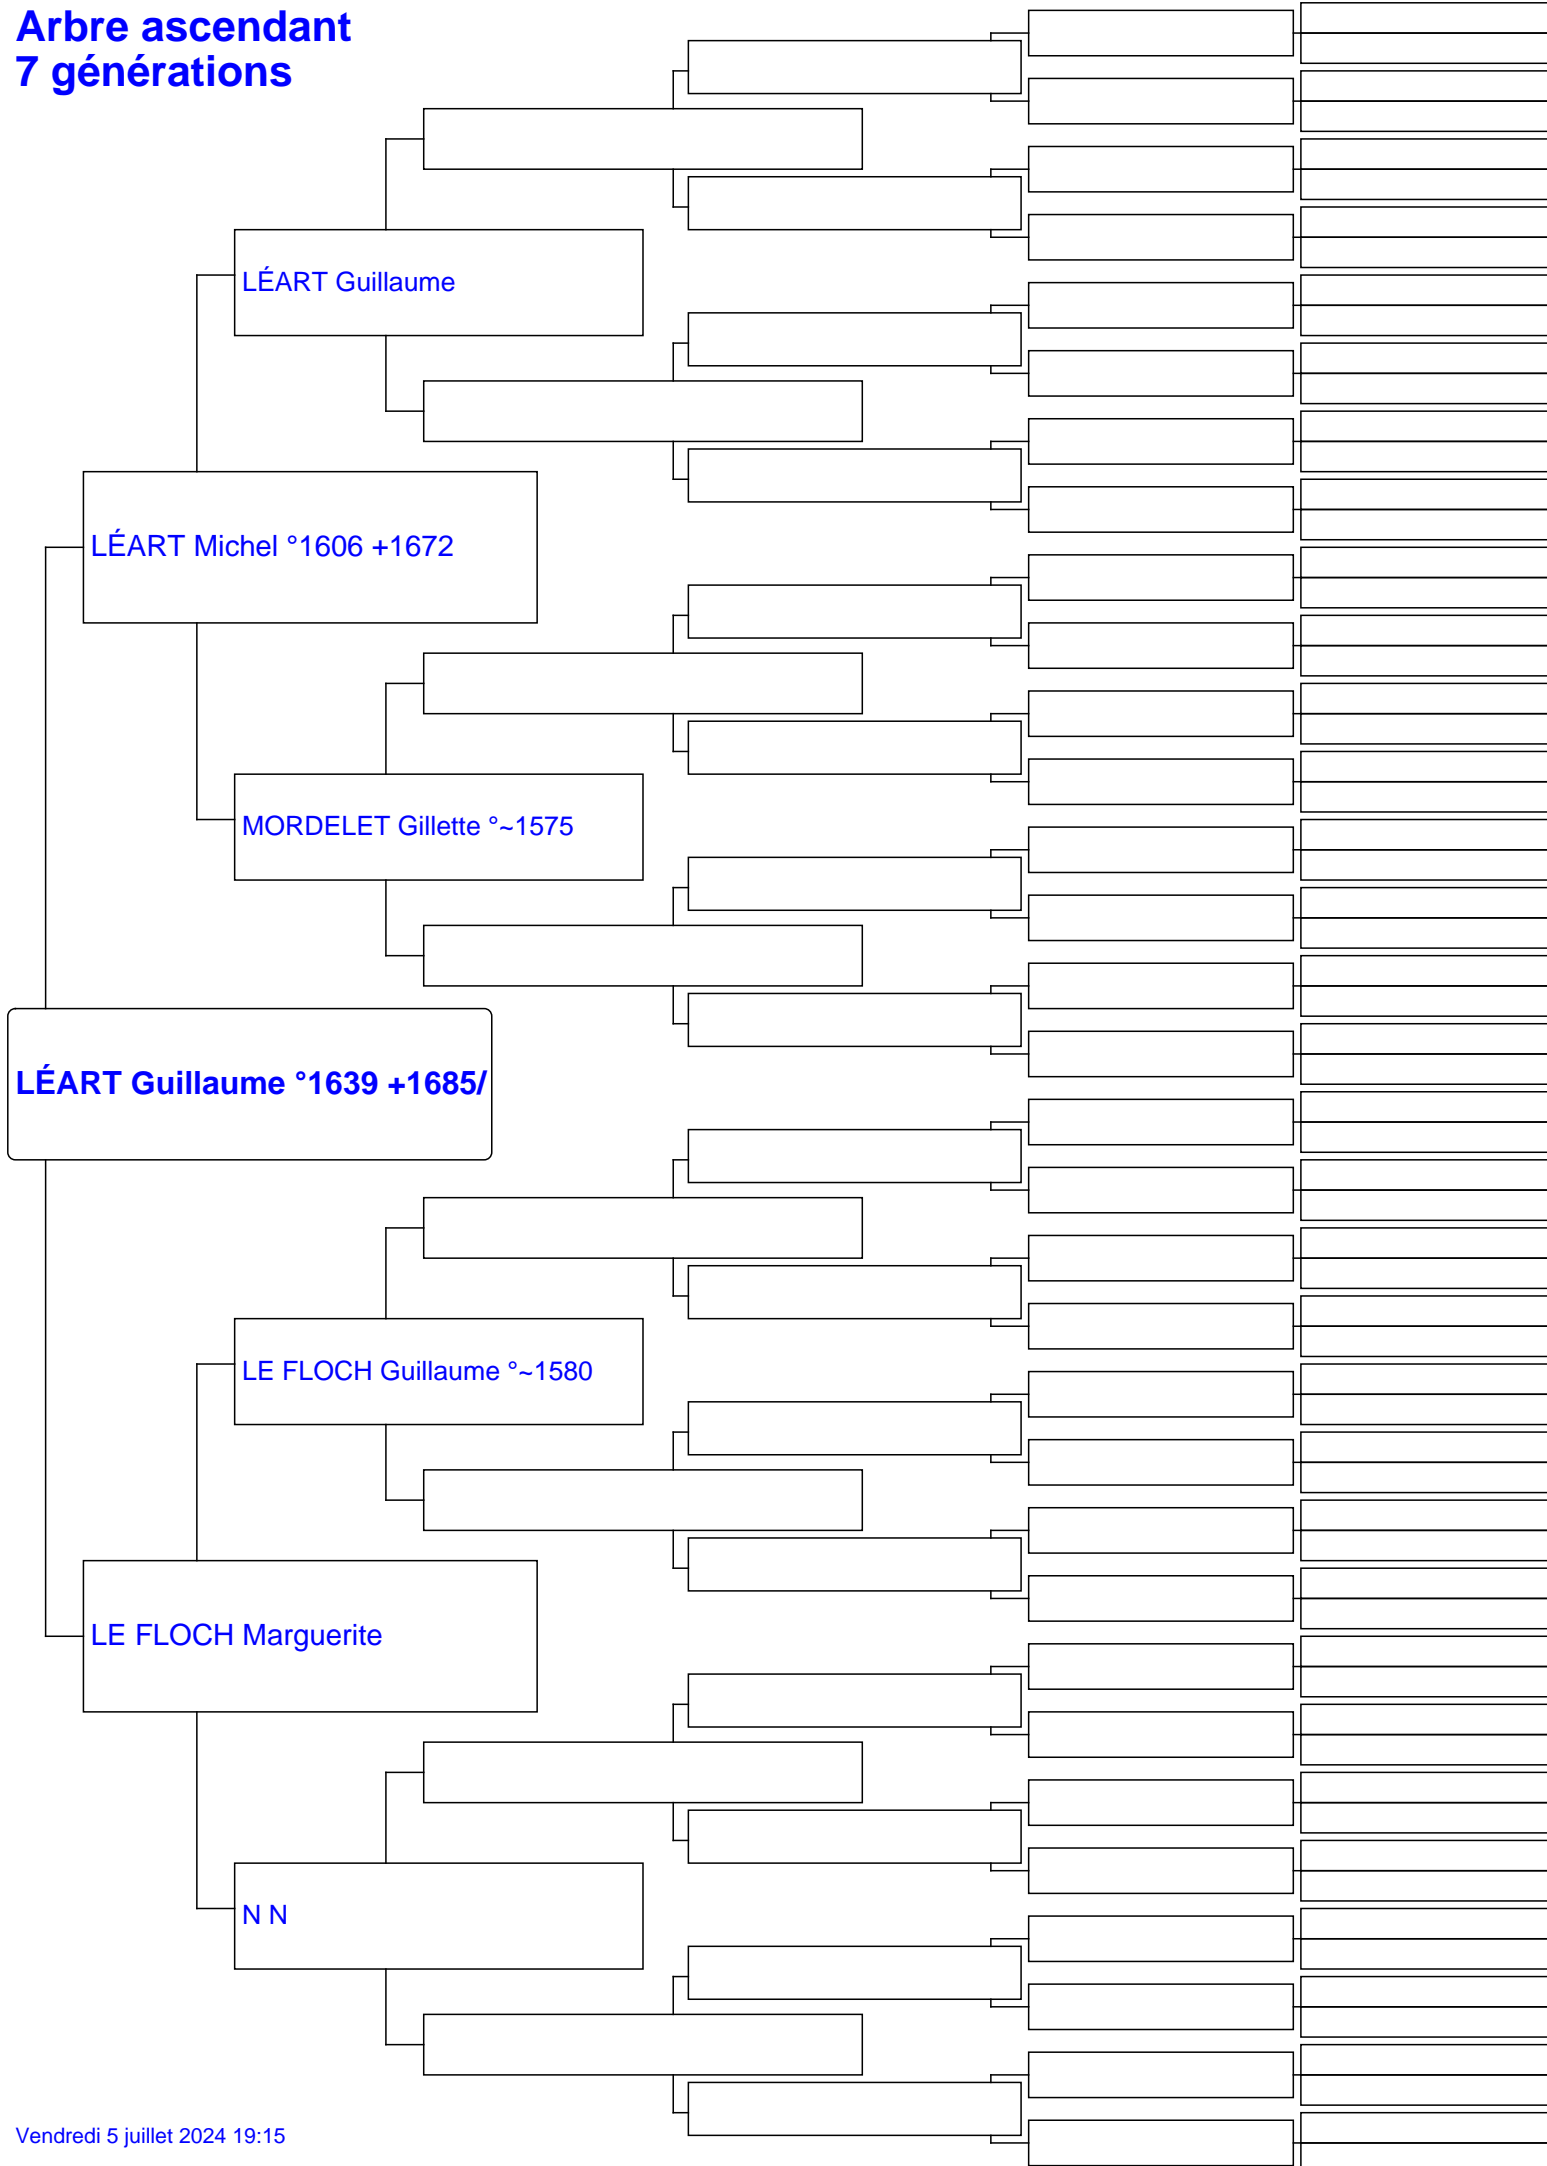 Arbre ascendant
7 générations
LÉART Guillaume
LÉART Michel °1606 +1672
MORDELET Gillette °~1575
LÉART Guillaume °1639 +1685/
LE FLOCH Guillaume °~1580
LE FLOCH Marguerite
N N
Vendredi 5 juillet 2024 19:15